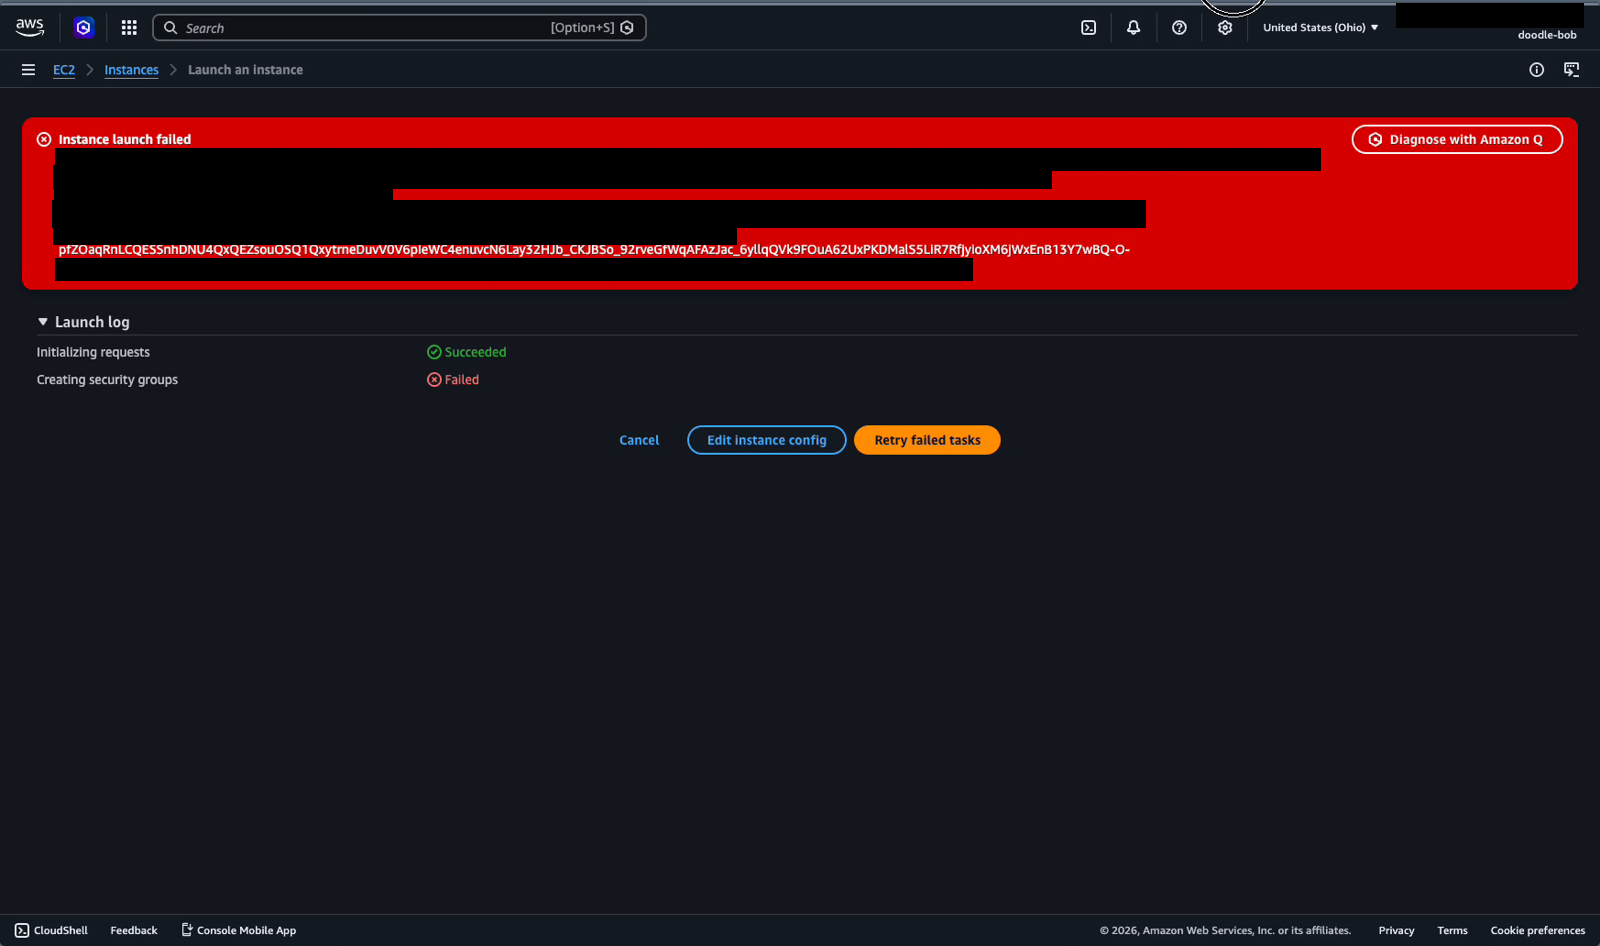 aws
Search
[Option+S]
United States (Ohio)
doodle-bob
EC2 Instances Launch an instance
Instance launch failed
Diagnose with Amazon Q
pfZOaqRnLCQESSnhDNU4QxQEZsouOSQ1QxytrneDuvV0V6pIeWC4enuvcN6Lay32HJb_CKJBSo_92rveGfWqAFAzJac_6yllqQVk9FOuA62UxPKDMalS5LiR7RfJyioXM6jWxEnB13Y7wBQ-O-
Launch log
Initializing requests Succeeded
Creating security groups Failed
Cancel Edit instance config Retry failed tasks
CloudShell Feedback Console Mobile App © 2026, Amazon Web Services, Inc. or its affiliates. Privacy Terms Cookie preferences